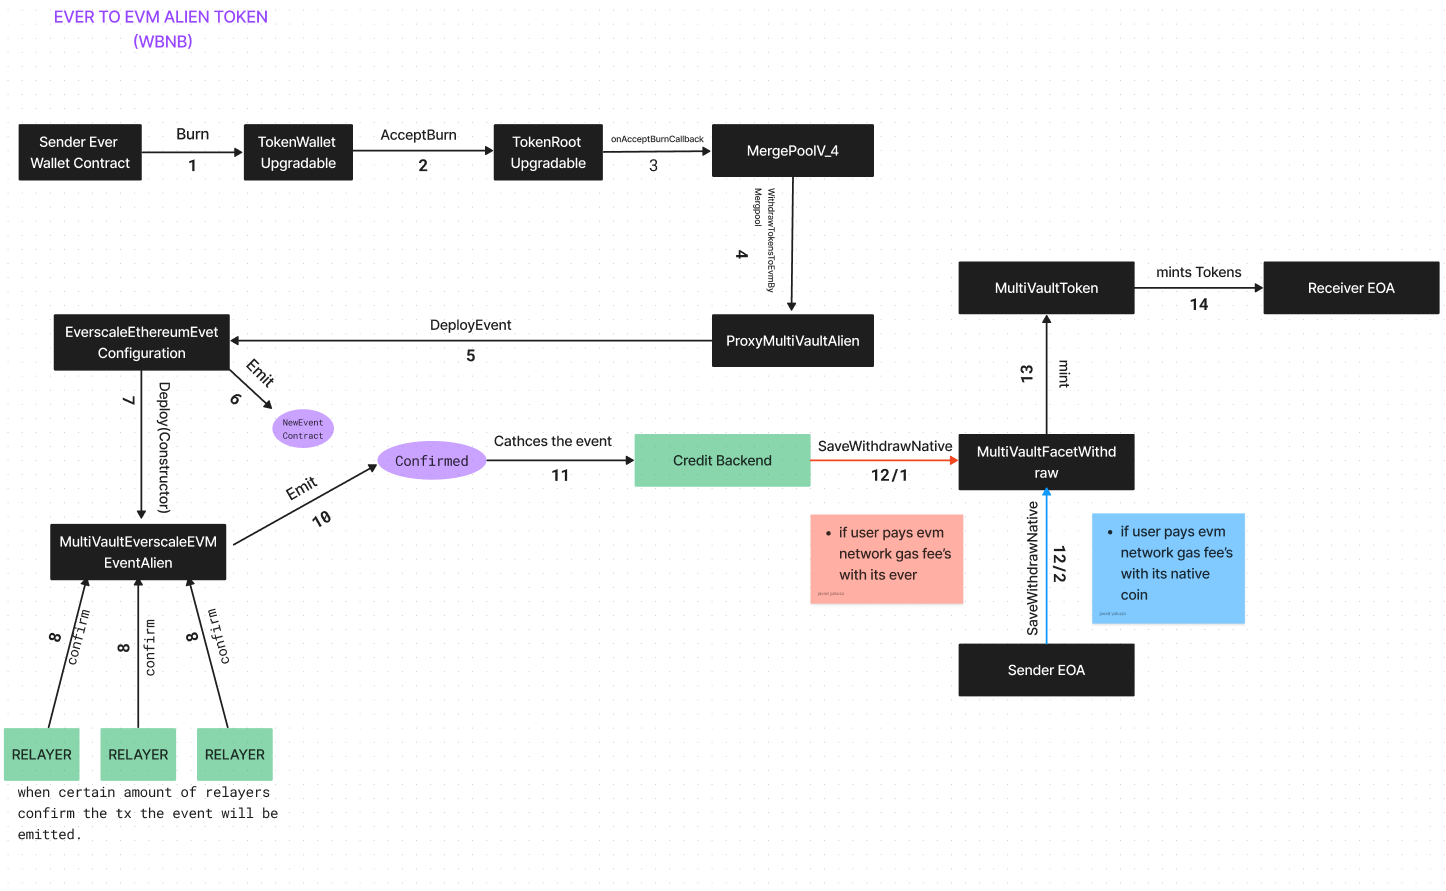 EVER TO EVM ALIEN TOKEN
(WBNB)
Sender Ever
Wallet Contract
Burn
1
TokenWallet
Upgradable
AcceptBurn
2
TokenRoot
Upgradable
onAcceptBurnCallback
3
MergePoolV_4
WithdrawTokensToEvmBy
Mergpool
4
ProxyMultiVaultAlien
DeployEvent
5
EverscaleEthereumEvet
Configuration
Emit
6
NewEvent
Contract
7
Deploy(Constructor)
MultiVaultEverscaleEVM
EventAlien
8
confirm
8
confirm
8
confirm
RELAYER
RELAYER
RELAYER
when certain amount of relayers
confirm the tx the event will be
emitted.
Emit
10
Confirmed
Cathces the event
11
Credit Backend
SaveWithdrawNative
12/1
• if user pays evm
network gas fee's
with its ever
MultiVaultFacetWithd
raw
SaveWithdrawNative
12/2
• if user pays evm
network gas fee's
with its native
coin
Sender EOA
13
mint
MultiVaultToken
mints Tokens
14
Receiver EOA